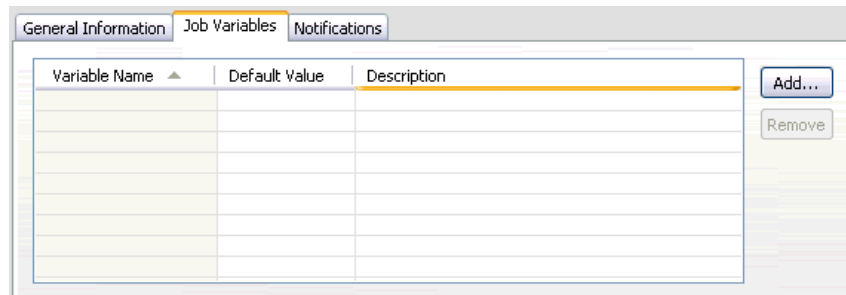 General Information Job Variables Notifications
Variable Name Default Value Description
Add...
Remove